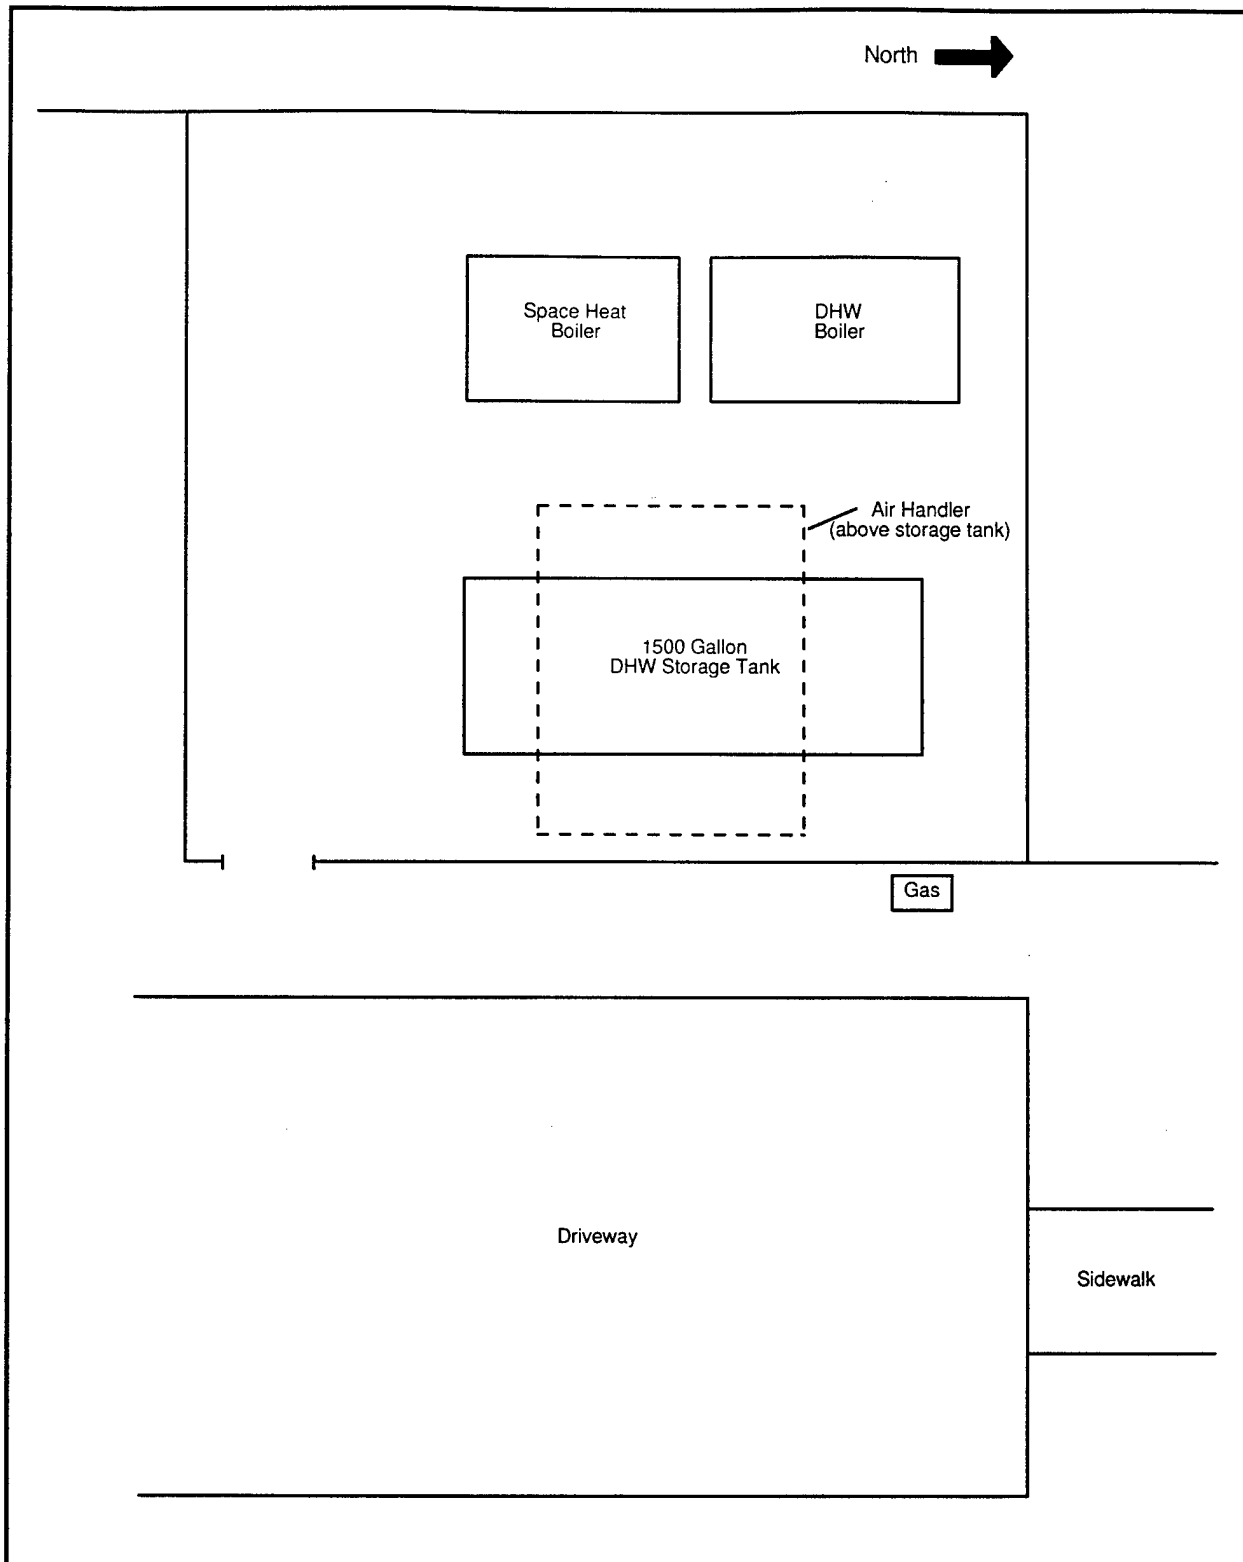 North
Space Heat
Boiler
DHW
Boiler
Air Handler
(above storage tank)
1500 Gallon
DHW Storage Tank
Gas
Driveway
Sidewalk